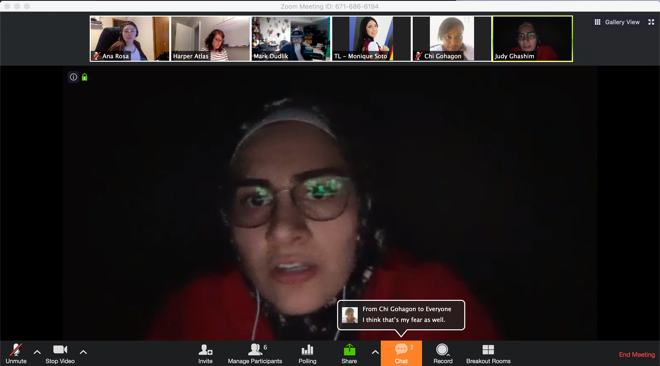 Zoom Meeting ID: 671-686-6194
Gallery View
Ana Rosa
Harper Atlas
Mark Oudlik
TL - Monique Soto
Chi Gohagon
Judy Ghashim
From Chi Gohagon to Everyone
I think that's my fear as well.
Unmute
Stop Video
Invite
6
Manage Participants
Polling
Share
1
Chat
Record
Breakout Rooms
End Meeting